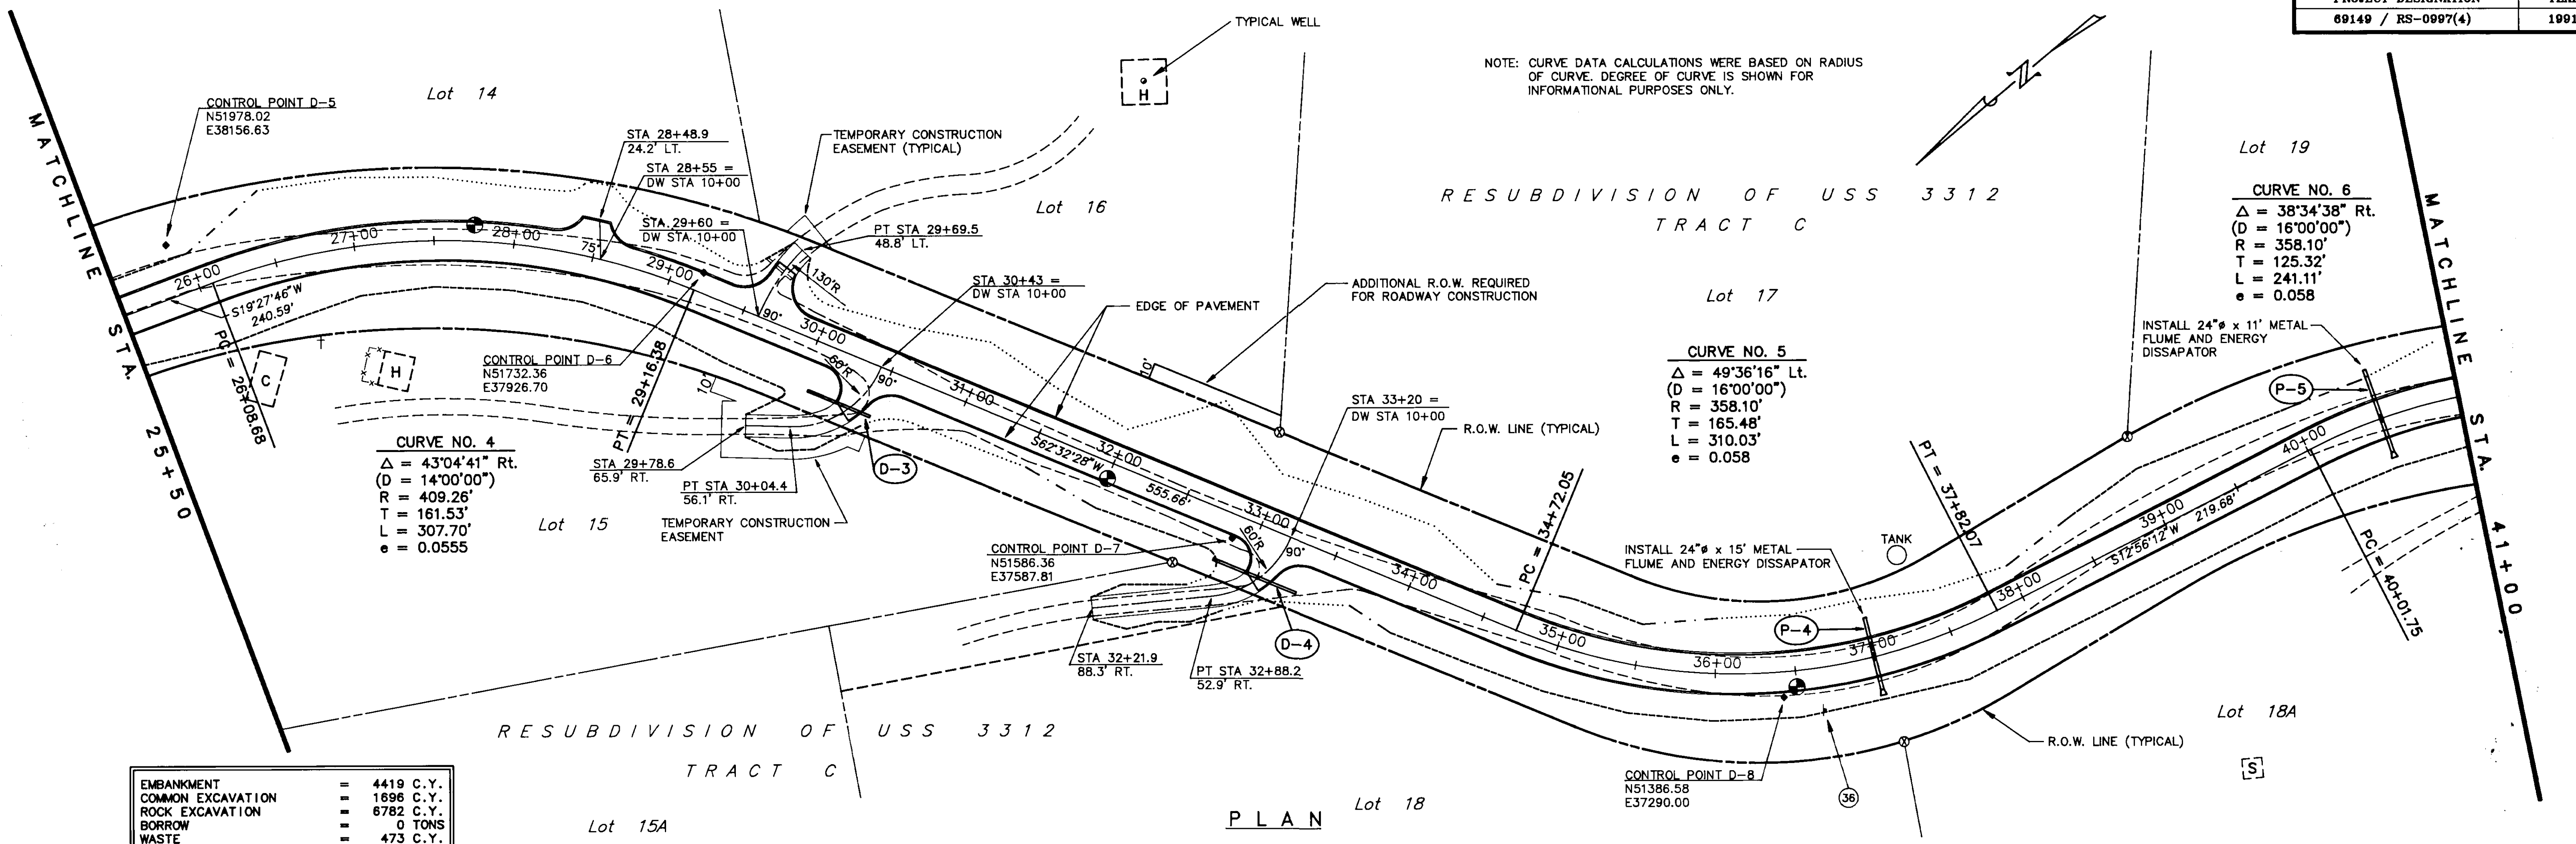 69149 / RS-0997(4)
1991
TYPICAL WELL
H
NOTE: CURVE DATA CALCULATIONS WERE BASED ON RADIUS
OF CURVE. DEGREE OF CURVE IS SHOWN FOR
INFORMATIONAL PURPOSES ONLY.
N
MATCHLINE STA. 25+50
CONTROL POINT D-5
N51978.02
E38156.63
Lot 14
STA 28+48.9
24.2' LT.
STA 28+55 =
DW STA 10+00
TEMPORARY CONSTRUCTION
EASEMENT (TYPICAL)
STA. 29+60 =
DW STA. 10+00
PT STA 29+69.5
48.8' LT.
Lot 16
RESUBDIVISION OF USS 3312
TRACT C
Lot 19
CURVE NO. 6
Δ = 38°34'38" Rt.
(D = 16°00'00")
R = 358.10'
T = 125.32'
L = 241.11'
e = 0.058
MATCHLINE STA. 41+00
26+00
27+00
28+00
75°
29+00
130'R
S19°27'46"W
240.59'
PC = 26+08.68
C
H
CONTROL POINT D-6
N51732.36
E37926.70
10'
PT = 29+16.38
90°
30+00
60'R
90°
STA 30+43 =
DW STA 10+00
EDGE OF PAVEMENT
31+00
ADDITIONAL R.O.W. REQUIRED
FOR ROADWAY CONSTRUCTION
10'
Lot 17
CURVE NO. 5
Δ = 49°36'16" Lt.
(D = 16°00'00")
R = 358.10'
T = 165.48'
L = 310.03'
e = 0.058
INSTALL 24"ø x 11' METAL
FLUME AND ENERGY
DISSAPATOR
P-5
STA 33+20 =
DW STA 10+00
R.O.W. LINE (TYPICAL)
CURVE NO. 4
Δ = 43°04'41" Rt.
(D = 14°00'00")
R = 409.26'
T = 161.53'
L = 307.70'
e = 0.0555
STA 29+78.6
65.9' RT.
PT STA 30+04.4
56.1' RT.
D-3
Lot 15
TEMPORARY CONSTRUCTION
EASEMENT
32+00
S62°32'28"W
555.66'
33+00
60'R
90°
34+00
PC = 34+72.05
CONTROL POINT D-7
N51586.36
E37587.81
INSTALL 24"ø x 15' METAL
FLUME AND ENERGY DISSAPATOR
TANK
PT = 37+82.07
38+00
39+00
40+00
S12°56'12"W
219.68'
PC = 40+01.75
P-4
35+00
36+00
37+00
D-4
STA 32+21.9
88.3' RT.
PT STA 32+88.2
52.9' RT.
RESUBDIVISION OF USS 3312
TRACT C
Lot 18A
R.O.W. LINE (TYPICAL)
S
CONTROL POINT D-8
N51386.58
E37290.00
36
EMBANKMENT = 4419 C.Y.
COMMON EXCAVATION = 1696 C.Y.
ROCK EXCAVATION = 6782 C.Y.
BORROW = 0 TONS
WASTE = 473 C.Y.
Lot 15A
PLAN
Lot 18